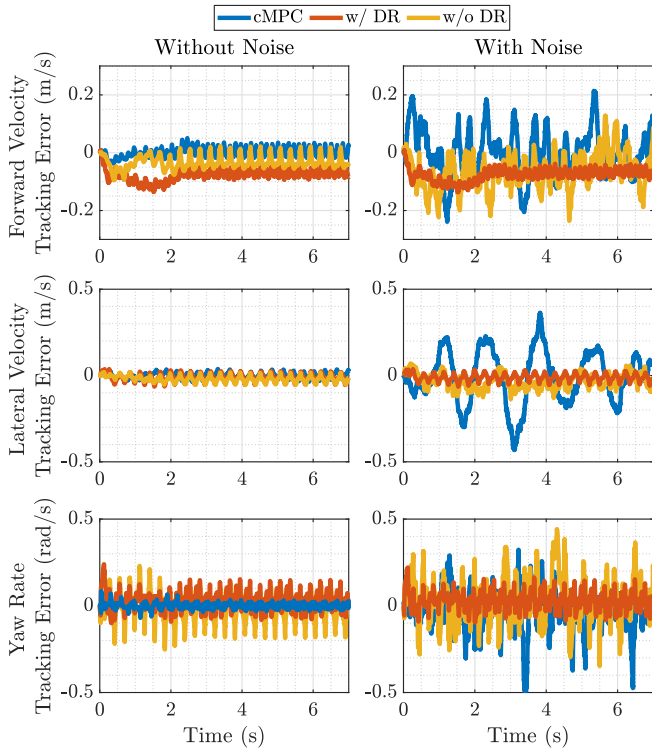 cMPC w/ DR w/o DR
Without Noise With Noise
Forward Velocity
Tracking Error (m/s)
0.2
0
-0.2
0 2 4 6
0.2
0
-0.2
0 2 4 6
Lateral Velocity
Tracking Error (m/s)
0.5
0
-0.5
0 2 4 6
0.5
0
-0.5
0 2 4 6
Yaw Rate
Tracking Error (rad/s)
0.5
0
-0.5
0 2 4 6
0.5
0
-0.5
0 2 4 6
Time (s) Time (s)